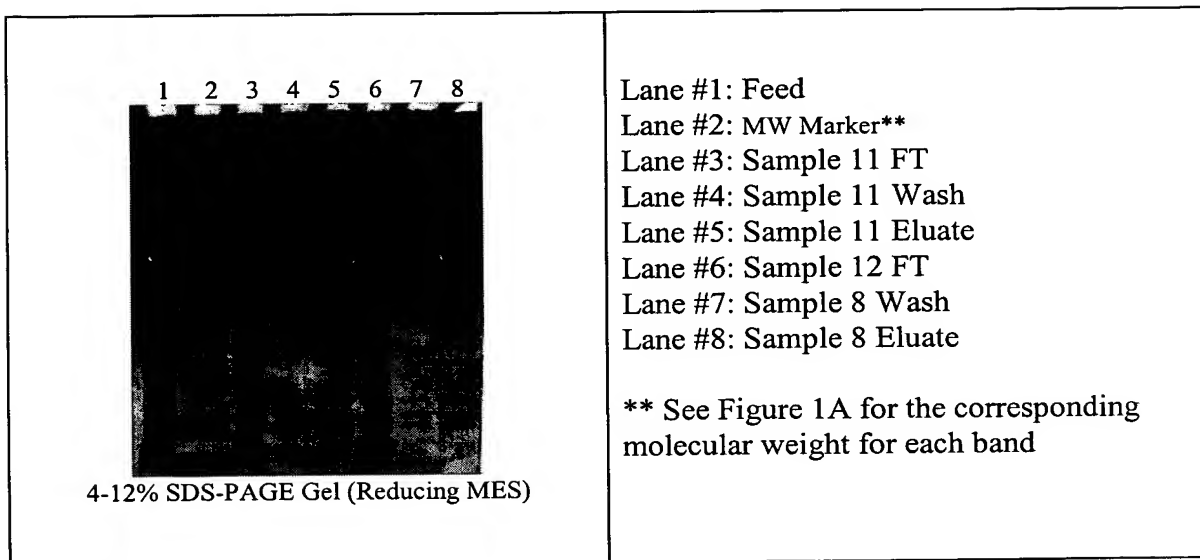 1 2 3 4 5 6 7 8
4-12% SDS-PAGE Gel (Reducing MES)
Lane #1: Feed
Lane #2: MW Marker**
Lane #3: Sample 11 FT
Lane #4: Sample 11 Wash
Lane #5: Sample 11 Eluate
Lane #6: Sample 12 FT
Lane #7: Sample 8 Wash
Lane #8: Sample 8 Eluate
** See Figure 1A for the corresponding
molecular weight for each band